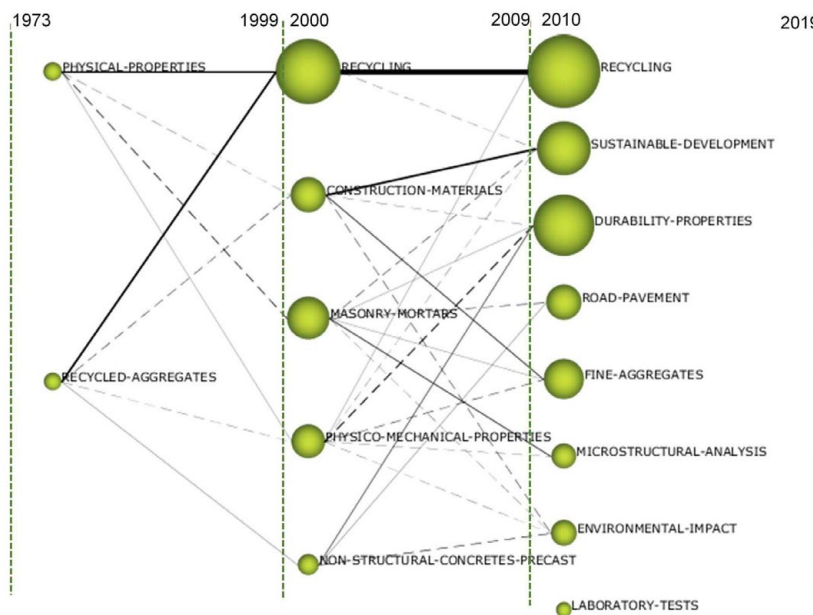 1973
1999 2000
2009 2010
2019
PHYSICAL-PROPERTIES
RECYCLED-AGGREGATES
RECYCLING
CONSTRUCTION-MATERIALS
MASONRY-MORTARS
PHYSICO-MECHANICAL-PROPERTIES
NON-STRUCTURAL-CONCRETES-PRECAST
RECYCLING
SUSTAINABLE-DEVELOPMENT
DURABILITY-PROPERTIES
ROAD-PAVEMENT
FINE-AGGREGATES
MICROSTRUCTURAL-ANALYSIS
ENVIRONMENTAL-IMPACT
LABORATORY-TESTS